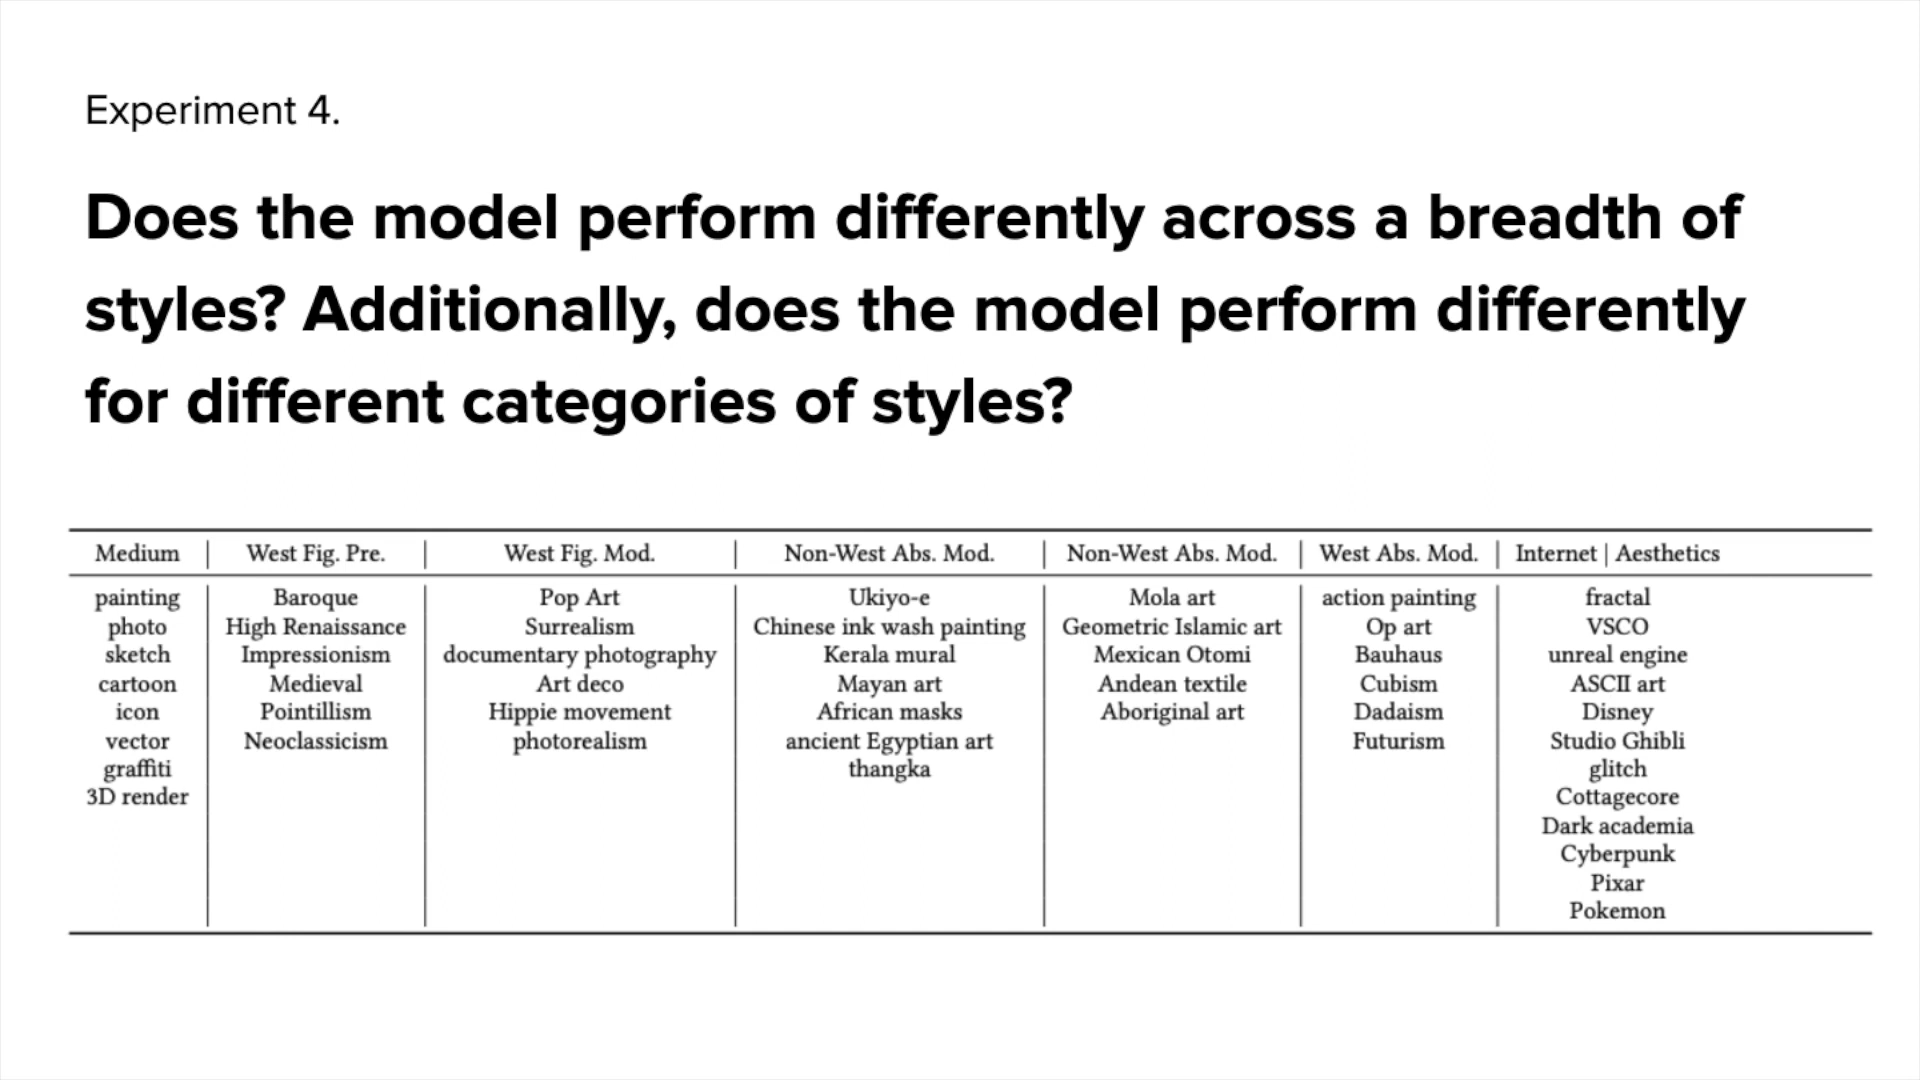 Experiment 4.
Does the model perform differently across a breadth of
styles? Additionally, does the model perform differently
for different categories of styles?
Medium | West Fig. Pre. | West Fig. Mod. | Non-West Abs. Mod. | Non-West Abs. Mod. | West Abs. Mod. | Internet | Aesthetics
painting Baroque Pop Art Ukiyo-e Mola art action painting fractal
photo High Renaissance Surrealism Chinese ink wash painting Geometric Islamic art Op art VSCO
sketch Impressionism documentary photography Kerala mural Mexican Otomi Bauhaus unreal engine
cartoon Medieval Art deco Mayan art Andean textile Cubism ASCII art
icon Pointillism Hippie movement African masks Aboriginal art Dadaism Disney
vector Neoclassicism photorealism ancient Egyptian art Futurism Studio Ghibli
graffiti thangka glitch
3D render Cottagecore
Dark academia
Cyberpunk
Pixar
Pokemon